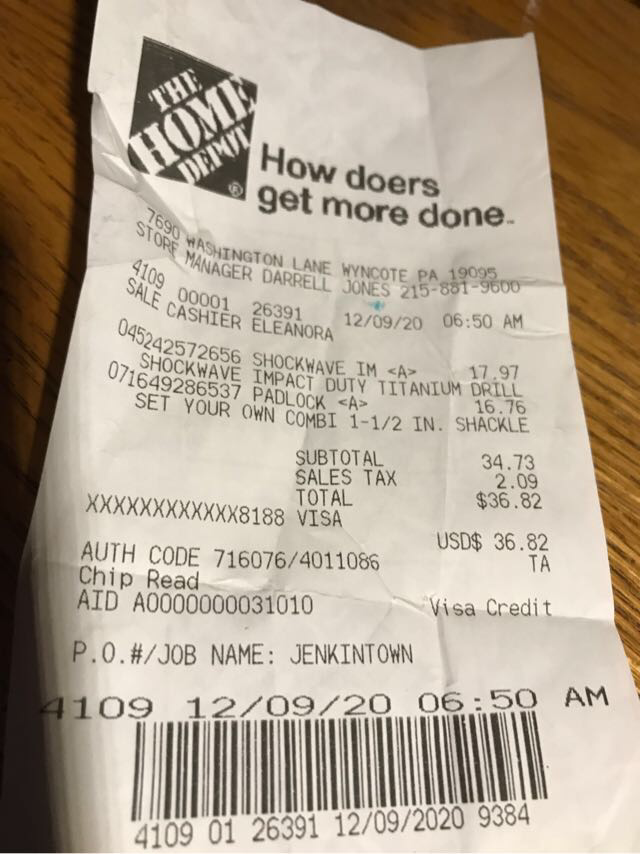 THE
HOME
DEPOT
®
How doers
get more done™
7690 WASHINGTON LANE WYNCOTE PA 19095
STORE MANAGER DARRELL JONES 215-881-9600
4109 00001 26391 12/09/20 06:50 AM
SALE CASHIER ELEANORA
045242572656 SHOCKWAVE IM <A> 17.97
SHOCKWAVE IMPACT DUTY TITANIUM DRILL
071649286537 PADLOCK <A> 16.76
SET YOUR OWN COMBI 1-1/2 IN. SHACKLE
SUBTOTAL 34.73
SALES TAX 2.09
TOTAL $36.82
XXXXXXXXXXXX8188 VISA
USD$ 36.82
AUTH CODE 716076/4011086 TA
Chip Read
AID A0000000031010 Visa Credit
P.O.#/JOB NAME: JENKINTOWN
4109 12/09/20 06:50 AM
4109 01 26391 12/09/2020 9384